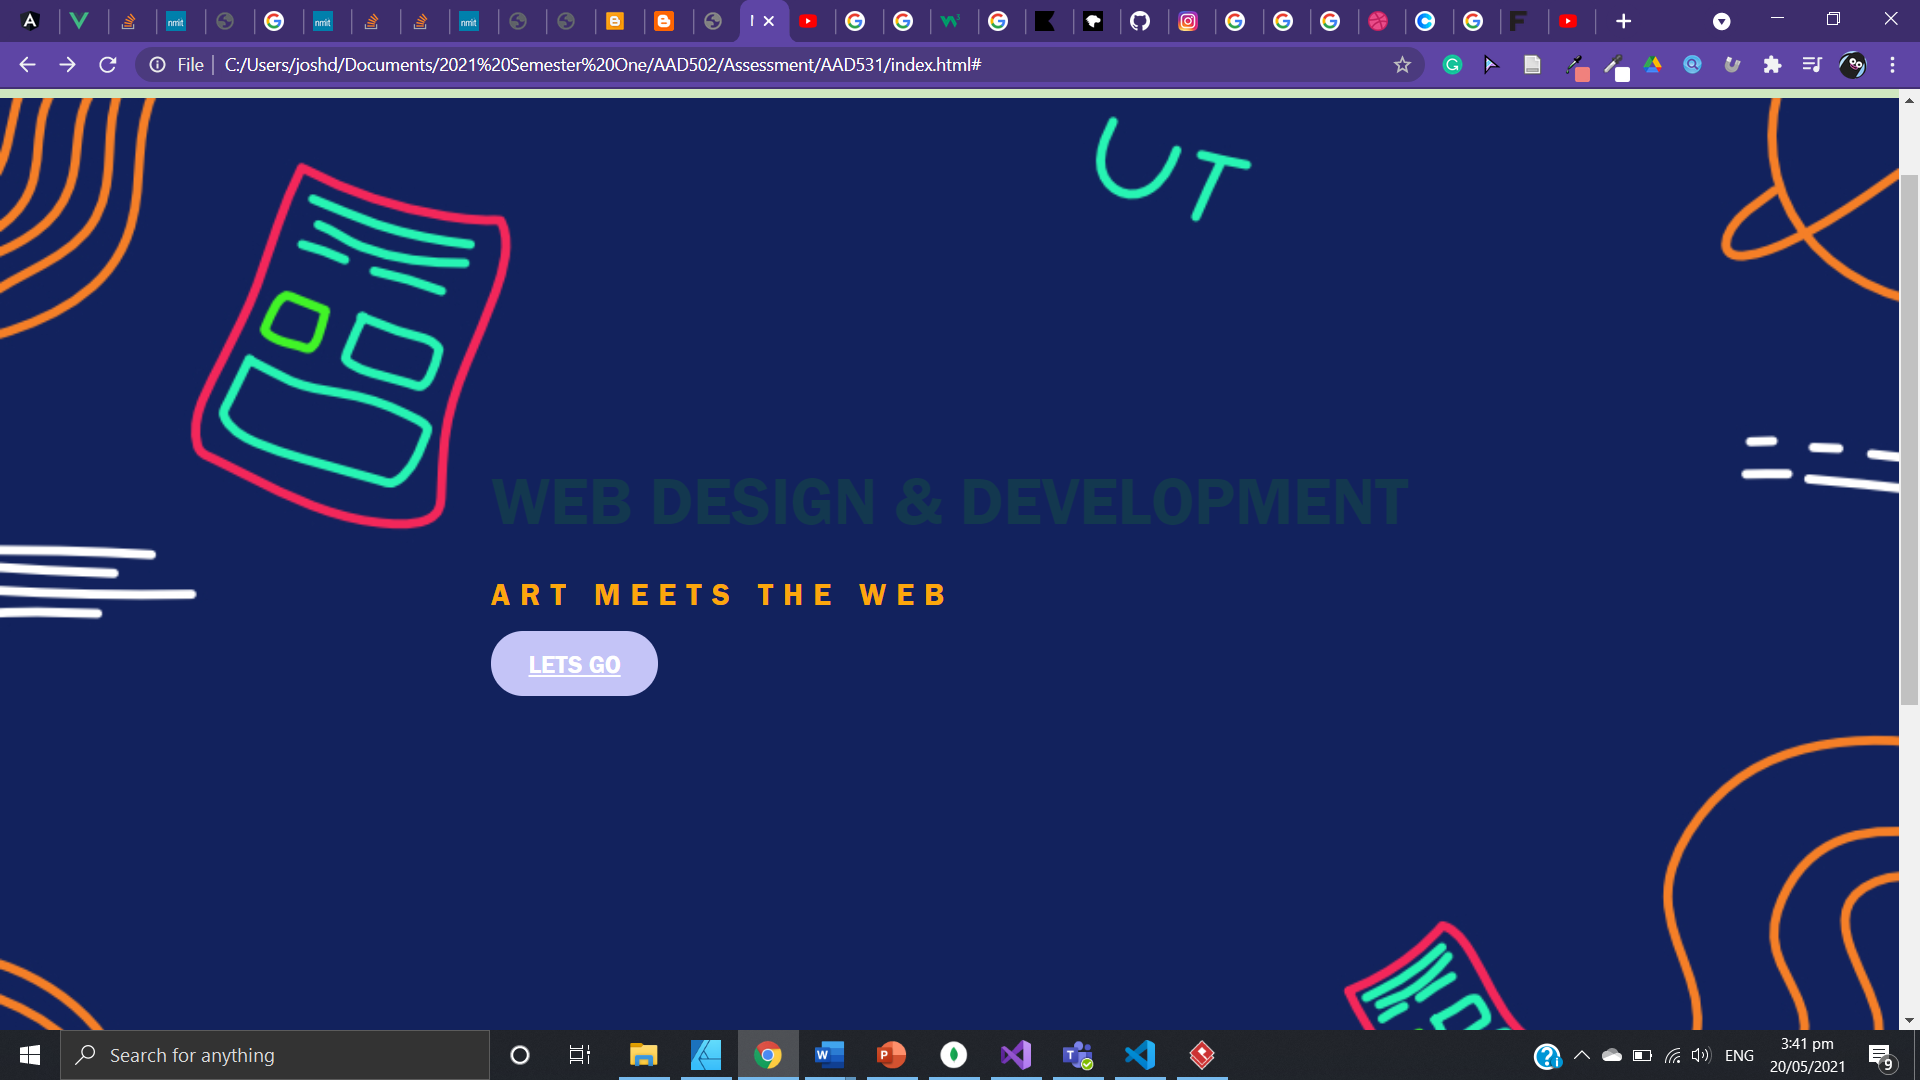 File
C:/Users/joshd/Documents/2021%20Semester%20One/AAD502/Assessment/AAD531/index.html#
UT
WEB DESIGN & DEVELOPMENT
ART MEETS THE WEB
LETS GO
Search for anything
ENG
3:41 pm
20/05/2021
9